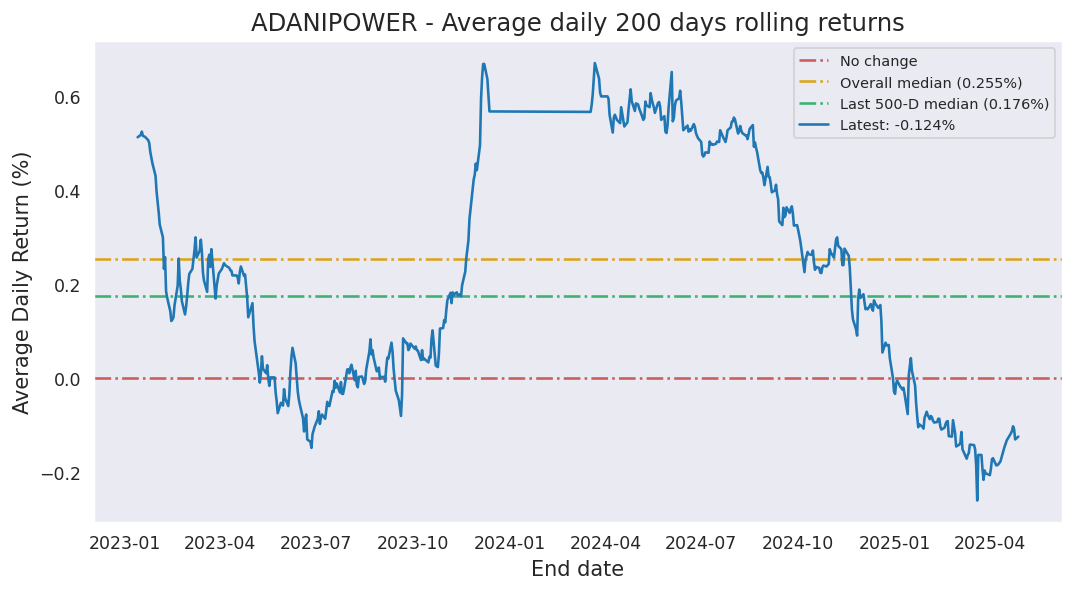 ADANIPOWER - Average daily 200 days rolling returns
No change
Overall median (0.255%)
Last 500-D median (0.176%)
Latest: -0.124%
Average Daily Return (%)
0.6
0.4
0.2
0.0
−0.2
2023-01 2023-04 2023-07 2023-10 2024-01 2024-04 2024-07 2024-10 2025-01 2025-04
End date